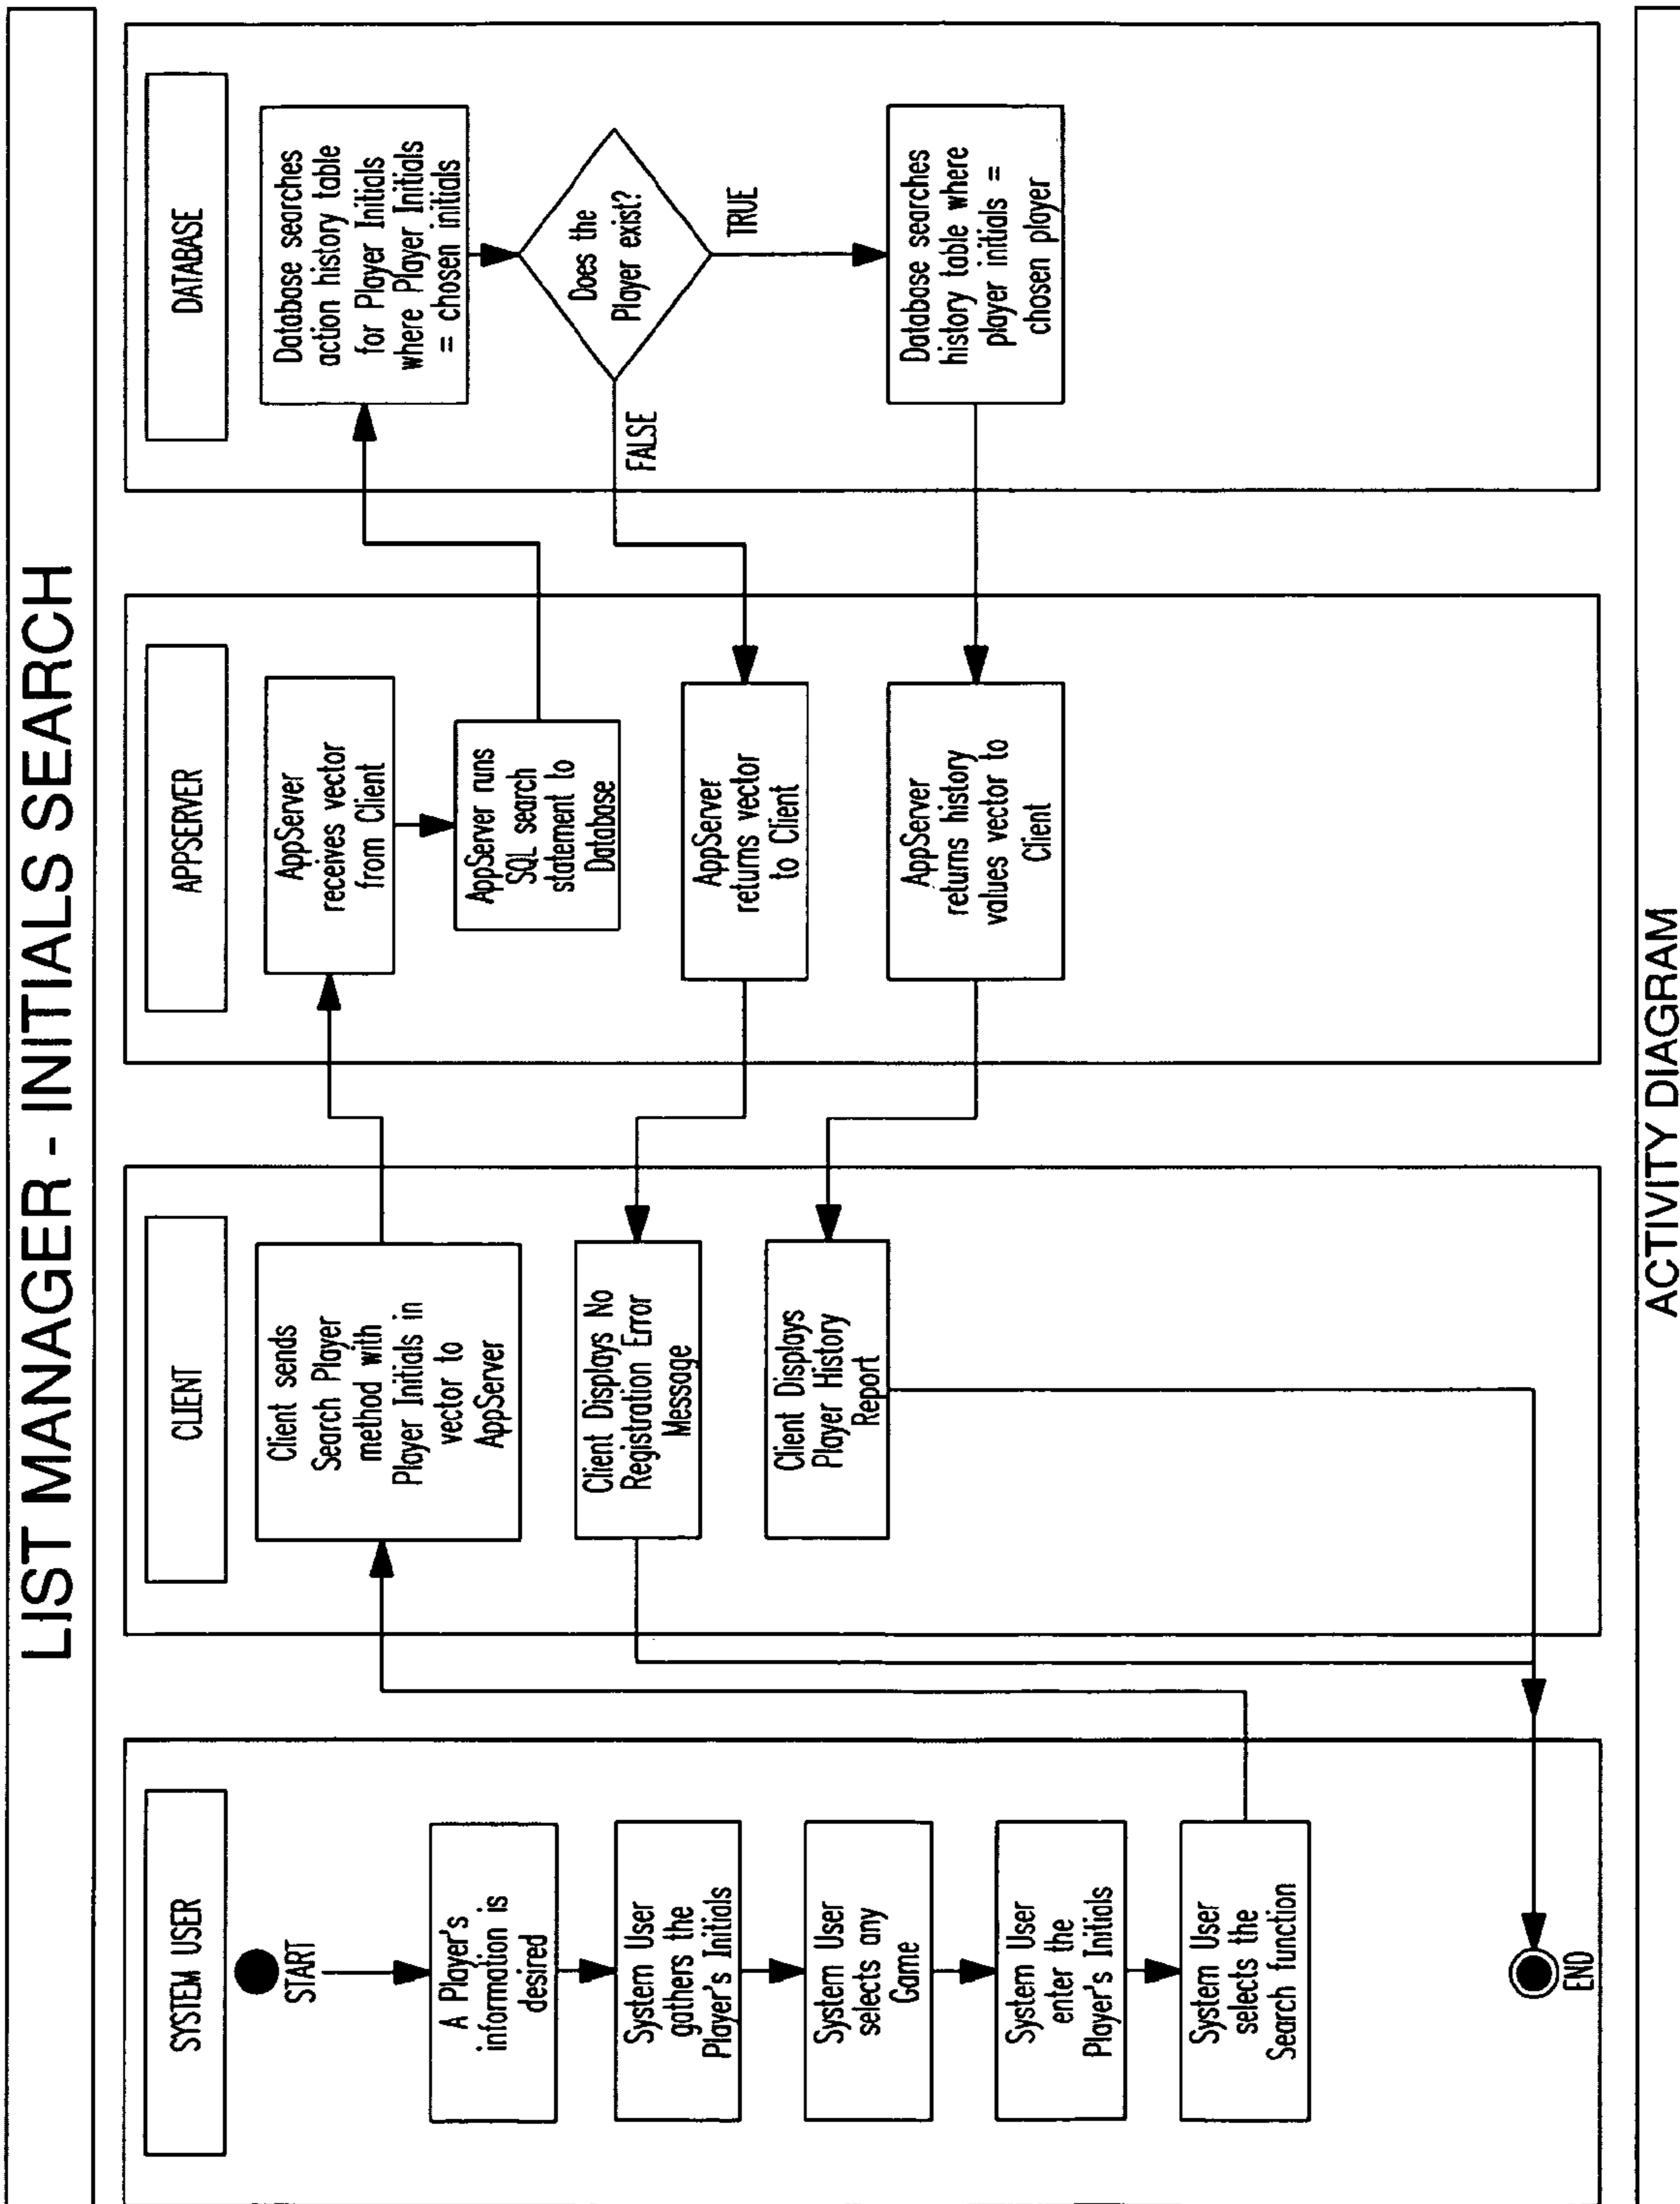 LIST MANAGER - INITIALS SEARCH
SYSTEM USER
START
A Player's
information is
desired
System User
gathers the
Player's Initials
System User
selects any
Game
System User
enter the
Player's Initials
System User
selects the
Search function
END
CLIENT
Client sends
Search Player
method with
Player Initials in
vector to
AppServer
Client Displays No
Registration Error
Message
Client Displays
Player History
Report
APPSERVER
AppServer
receives vector
from Client
AppServer runs
SQL search
statement to
Database
AppServer
returns vector
to Client
AppServer
returns history
values vector to
Client
DATABASE
Database searches
action history table
for Player Initials
where Player Initials
= chosen initials
Does the
Player exist?
FALSE
TRUE
Database searches
history table where
player initials =
chosen player
ACTIVITY DIAGRAM